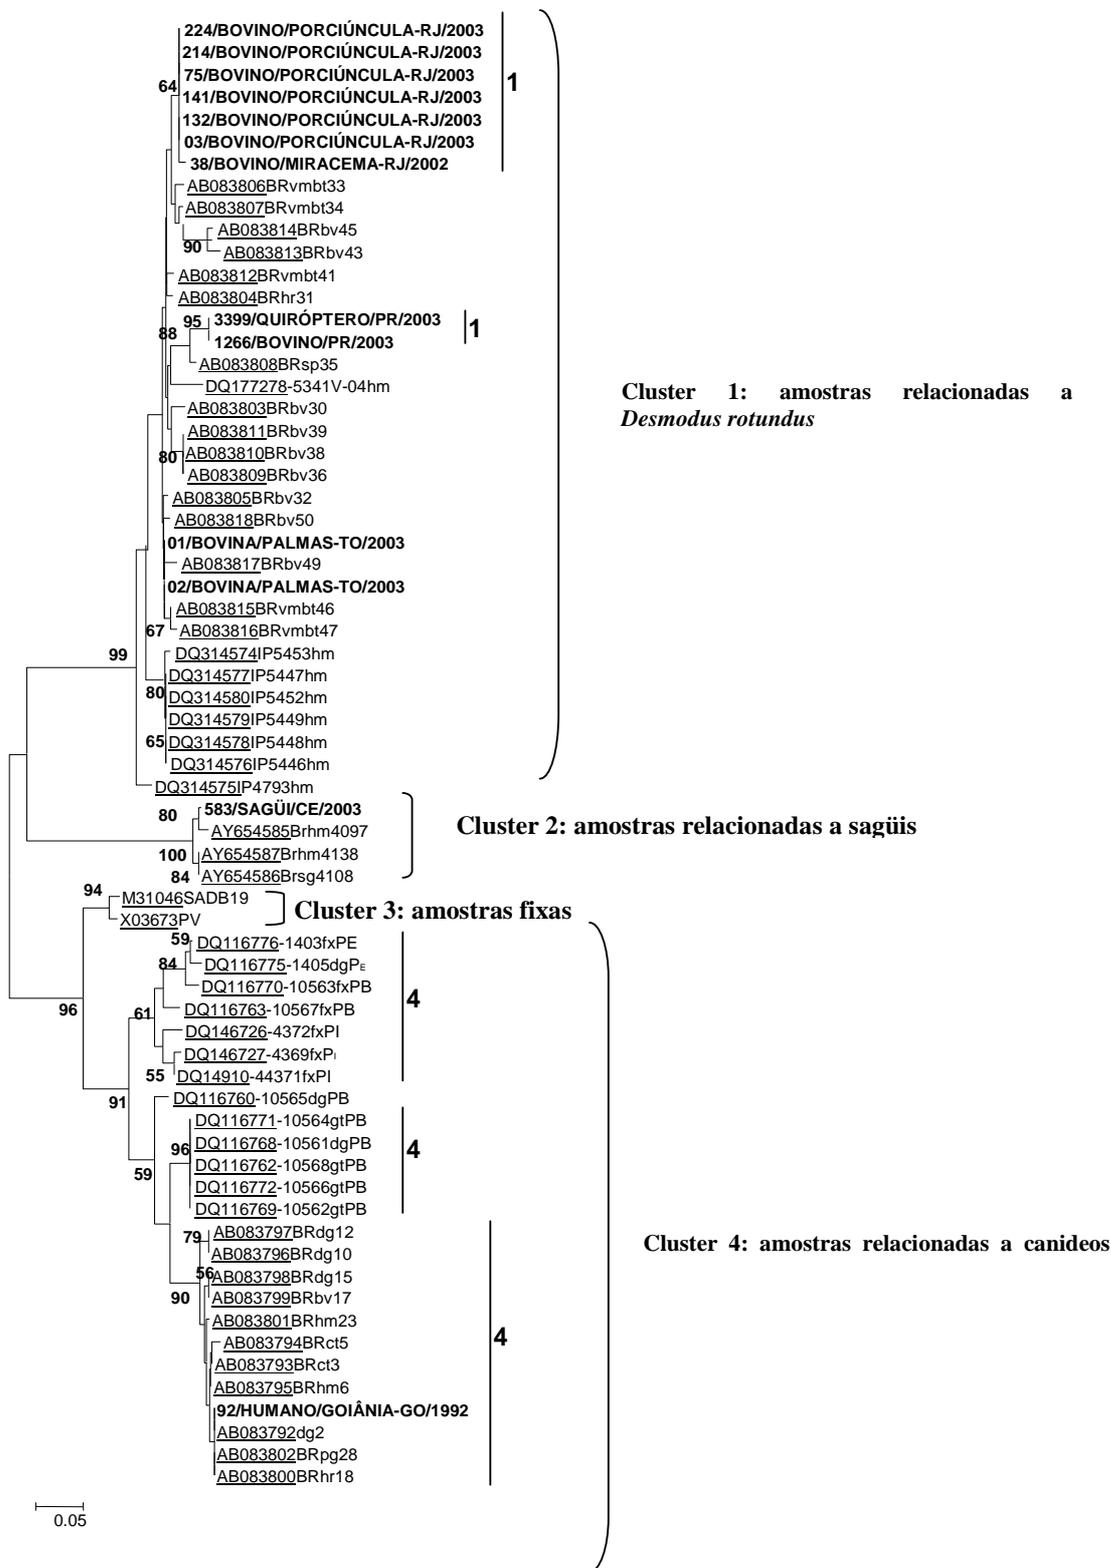 224/BOVINO/PORCIÚNCULA-RJ/2003
214/BOVINO/PORCIÚNCULA-RJ/2003
75/BOVINO/PORCIÚNCULA-RJ/2003
1
64
141/BOVINO/PORCIÚNCULA-RJ/2003
132/BOVINO/PORCIÚNCULA-RJ/2003
03/BOVINO/PORCIÚNCULA-RJ/2003
38/BOVINO/MIRACEMA-RJ/2002
AB083806BRvmbt33
AB083807BRvmbt34
AB083814BRbv45
90
AB083813BRbv43
AB083812BRvmbt41
AB083804BRhr31
95
3399/QUIRÓPTERO/PR/2003
1
88
1266/BOVINO/PR/2003
AB083808BRsp35
DQ177278-5341V-04hm
Cluster 1: amostras relacionadas a
Desmodus rotundus
AB083803BRbv30
AB083811BRbv39
80
AB083810BRbv38
AB083809BRbv36
AB083805BRbv32
AB083818BRbv50
01/BOVINA/PALMAS-TO/2003
AB083817BRbv49
02/BOVINA/PALMAS-TO/2003
AB083815BRvmbt46
67
AB083816BRvmbt47
99
DQ314574IP5453hm
DQ314577IP5447hm
80
DQ314580IP5452hm
DQ314579IP5449hm
65
DQ314578IP5448hm
DQ314576IP5446hm
DQ314575IP4793hm
80
583/SAGÜI/CE/2003
AY654585Brhm4097
Cluster 2: amostras relacionadas a sagüis
100
AY654587Brhm4138
84
AY654586Brsg4108
94
M31046SADB19
Cluster 3: amostras fixas
X03673PV
59
DQ116776-1403fxPE
84
DQ116775-1405dgPE
DQ116770-10563fxPB
4
96
61
DQ116763-10567fxPB
DQ146726-4372fxPI
DQ146727-4369fxPI
55
DQ14910-44371fxPI
91
DQ116760-10565dgPB
DQ116771-10564gtPB
96
DQ116768-10561dgPB
4
59
DQ116762-10568gtPB
DQ116772-10566gtPB
DQ116769-10562gtPB
79
AB083797BRdg12
AB083796BRdg10
Cluster 4: amostras relacionadas a canideos
56
AB083798BRdg15
90
AB083799BRbv17
AB083801BRhm23
4
AB083794BRct5
AB083793BRct3
AB083795BRhm6
92/HUMANO/GOIÂNIA-GO/1992
AB083792dg2
AB083802BRpg28
AB083800BRhr18
0.05